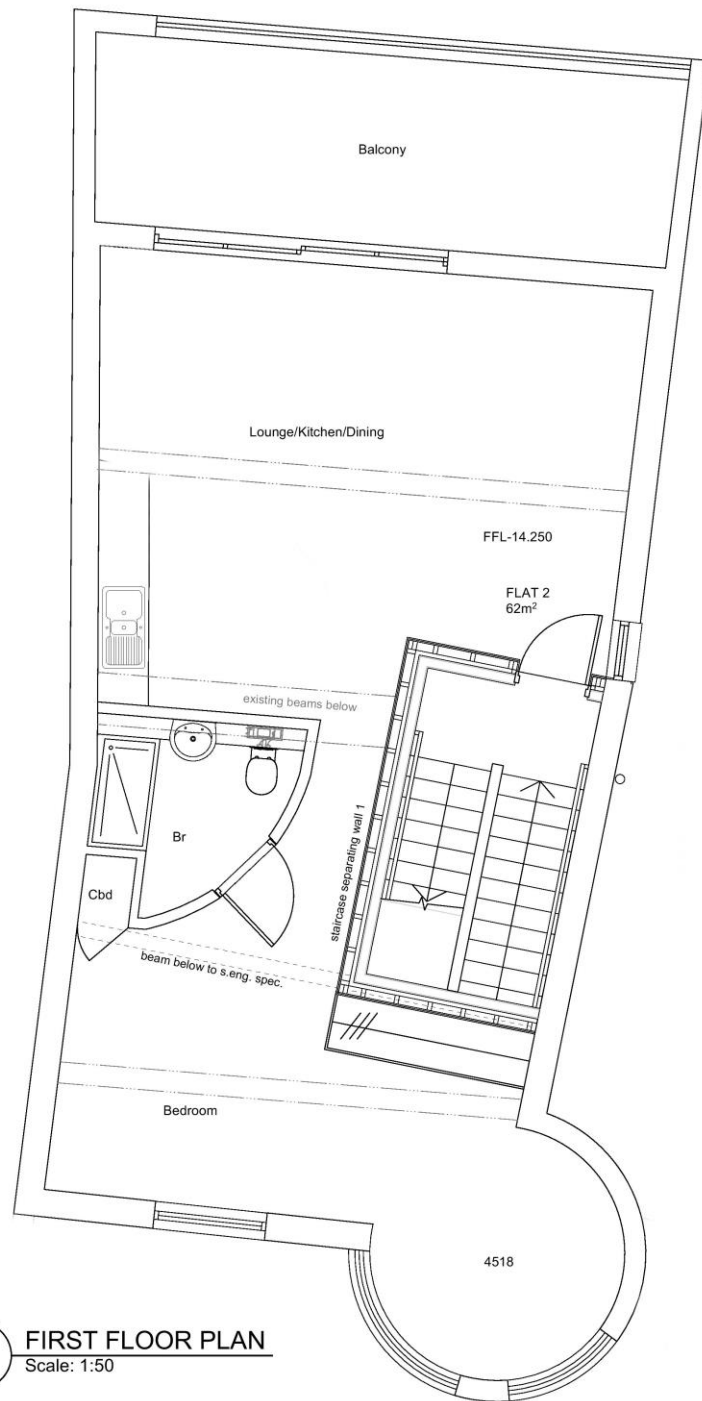 Balcony
Lounge/Kitchen/Dining
FFL-14.250
FLAT 2
62m²
existing beams below
staircase separating wall 1
Br
Cbd
beam below to s.eng. spec.
Bedroom
4518
FIRST FLOOR PLAN
Scale: 1:50